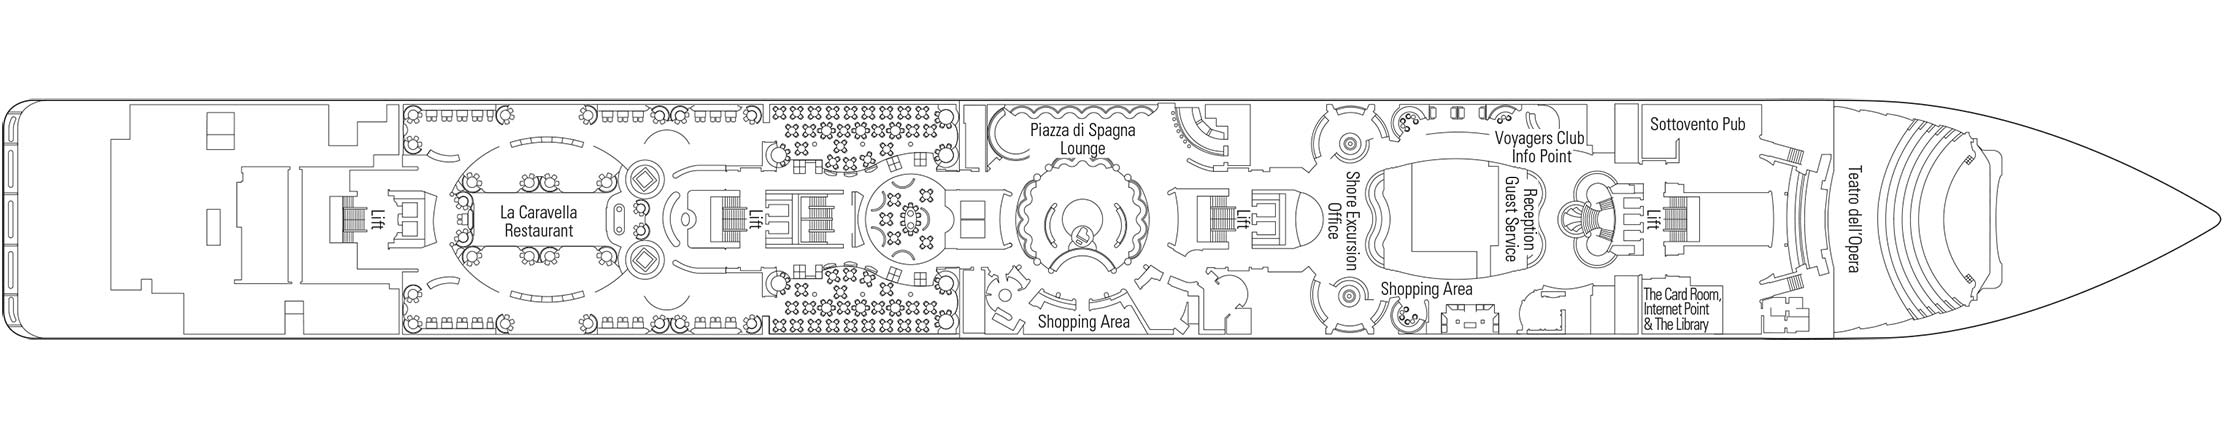 Lift
La Caravella
Restaurant
Lift
Piazza di Spagna
Lounge
Shopping Area
Lift
Shore Excursion
Office
Shopping Area
Reception
Guest Service
Voyagers Club
Info Point
Sottovento Pub
Lift
The Card Room,
Internet Point
& The Library
Teatro dell'Opera